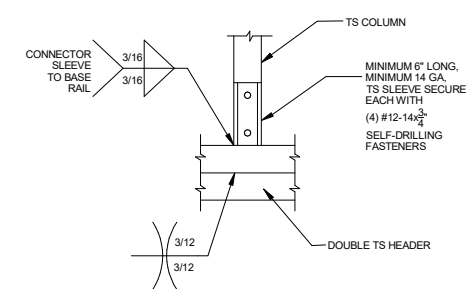 TS COLUMN
CONNECTOR
SLEEVE
TO BASE
RAIL
3/16
3/16
MINIMUM 6" LONG,
MINIMUM 14 GA,
TS SLEEVE SECURE
EACH WITH
(4) #12-14x3/4"
SELF-DRILLING
FASTENERS
3/12
3/12
DOUBLE TS HEADER